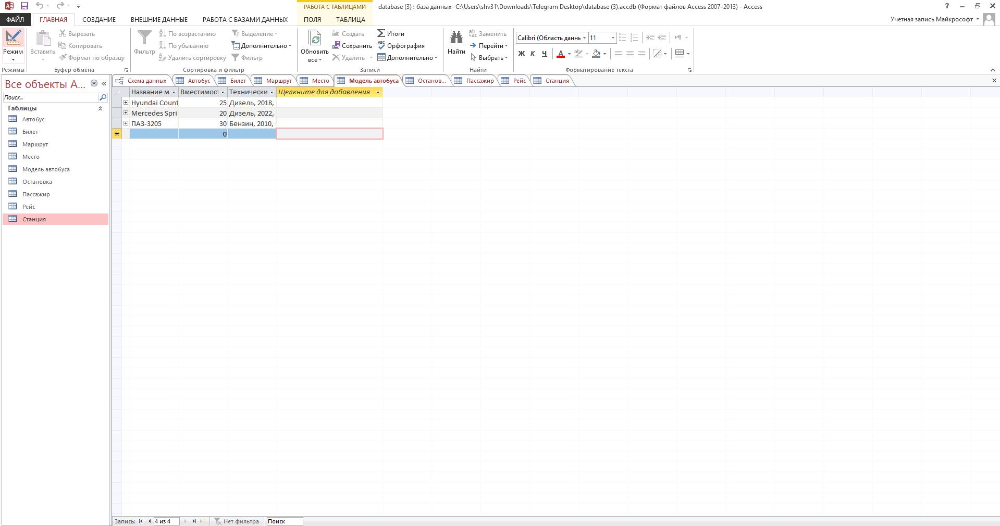 РАБОТА С ТАБЛИЦАМИ
database (3) : база данных- C:\Users\shv31\Downloads\Telegram Desktop\database (3).accdb (Формат файлов Access 2007–2013) - Access
ФАЙЛ ГЛАВНАЯ СОЗДАНИЕ ВНЕШНИЕ ДАННЫЕ РАБОТА С БАЗАМИ ДАННЫХ ПОЛЯ ТАБЛИЦА Учетная запись Майкрософт
Режим
Режимы
Вставить
Вырезать
Копировать
Формат по образцу
Буфер обмена
Фильтр
По возрастанию
По убыванию
Удалить сортировку
Выделение
Дополнительно
Фильтр
Сортировка и фильтр
Обновить
все
Создать
Сохранить
Удалить
Итоги
Орфография
Дополнительно
Записи
Найти
Заменить
Перейти
Выбрать
Найти
Calibri (Область даннь 11
Ж К Ч
Форматирование текста
Все объекты A...
Поиск...
Таблицы
Автобус
Билет
Маршрут
Место
Модель автобуса
Остановка
Пассажир
Рейс
Станция
Схема данных Автобус Билет Маршрут Место Модель автобуса Останов... Пассажир Рейс Станция
Название м Вместимост Технически Щелкните для добавления
Hyundai Count 25 Дизель, 2018,
Mercedes Spri 20 Дизель, 2022,
ПАЗ-3205 30 Бензин, 2010,
0
Запись: 4 из 4 Нет фильтра Поиск